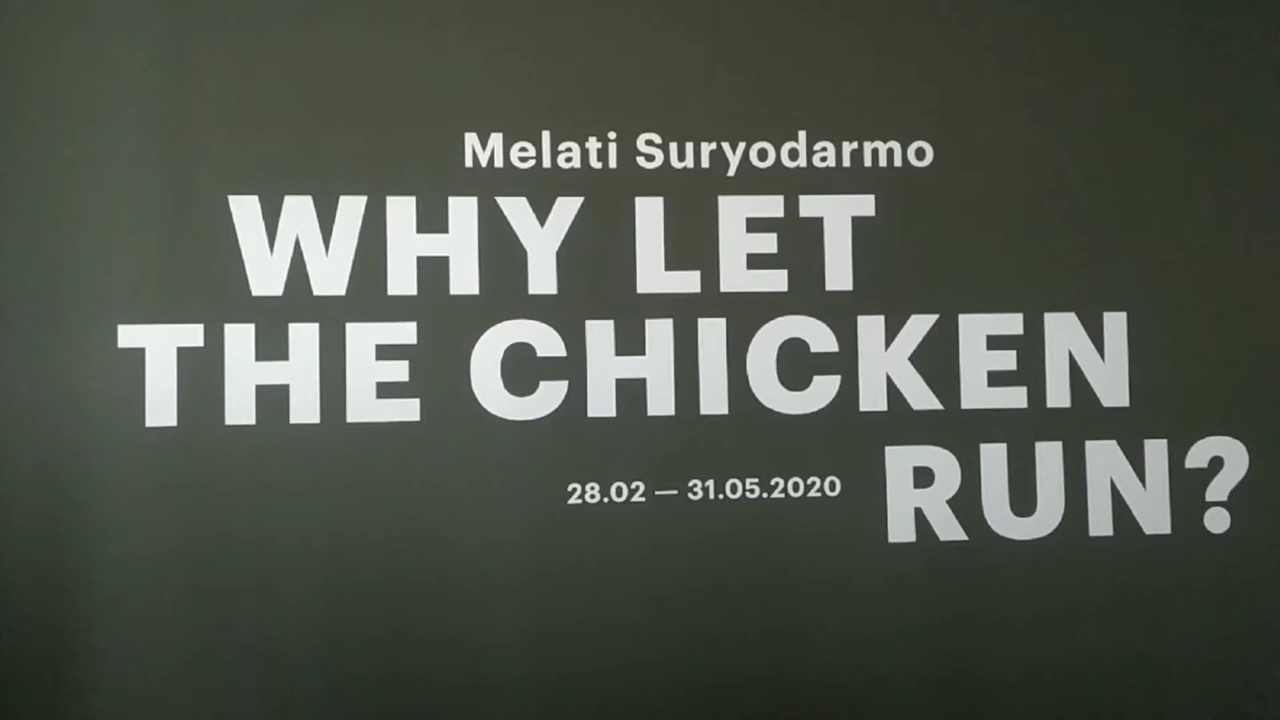 Melati Suryodarmo
WHY LET
THE CHICKEN
RUN?
28.02 — 31.05.2020